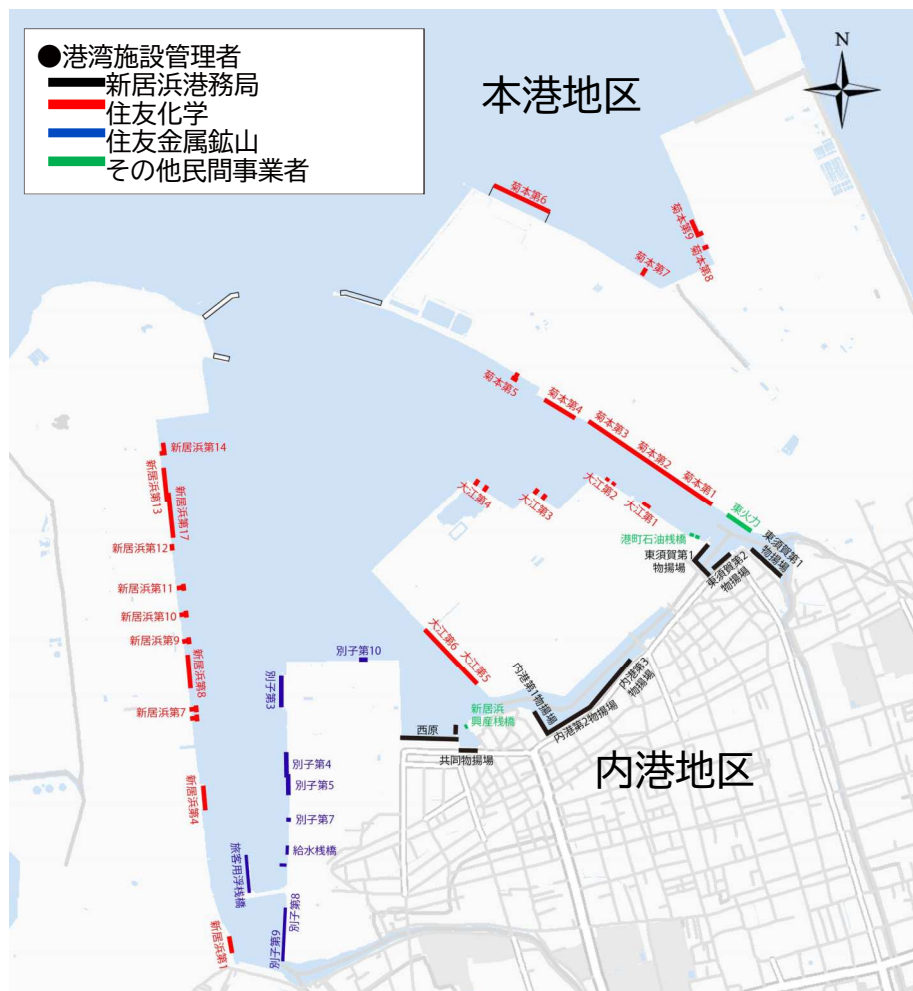 ●港湾施設管理者
新居浜港務局
住友化学
住友金属鉱山
その他民間事業者
本港地区
N
菊本第6
菊本第9
菊本第8
菊本第7
菊本第5
菊本第4
菊本第3
菊本第2
菊本第1
新居浜第14
新居浜第13
新居浜第17
大江第4
大江第3
大江第2
大江第1
東火力
港町石油桟橋
東須賀第1
物揚場
東須賀第2
物揚場
東須賀第1
物揚場
新居浜第12
新居浜第11
新居浜第10
新居浜第9
新居浜第8
新居浜第7
別子第10
別子第3
大江第6
大江第5
内港第1物揚場
内港第2物揚場
内港第3
物揚場
新居浜
興産桟橋
西原
共同物揚場
内港地区
別子第4
別子第5
新居浜第4
別子第7
給水桟橋
旅客用浮桟橋
別子第8
別子第9
新居浜第1